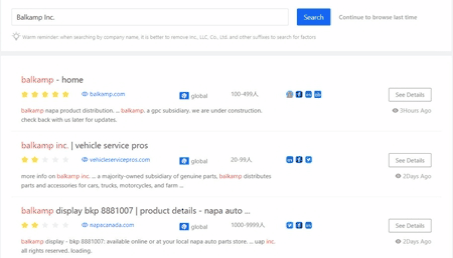 Balkamp Inc.
Search
Continue to browse last time
Warm reminder: when searching by company name, it is better to remove Inc., LLC, Co., Ltd. and other suffixes to search for factors
balkamp - home
balkamp.com
global
100-499人
See Details
balkamp napa product distribution. ... balkamp, a gpc subsidiary. we are under construction.
check back with us later for updates.
3Hours Ago
balkamp inc. | vehicle service pros
vehicleservicepros.com
global
20-99人
See Details
more info on balkamp inc. ... a majority-owned subsidiary of genuine parts, balkamp distributes
parts and accessories for cars, trucks, motorcycles, and farm ...
2Days Ago
balkamp display bkp 8881007 | product details - napa auto ...
napacanada.com
global
1000-9999人
See Details
balkamp display - bkp 8881007: available online or at your local napa auto parts store. ... uap inc.
all rights reserved, loading.
2Days Ago